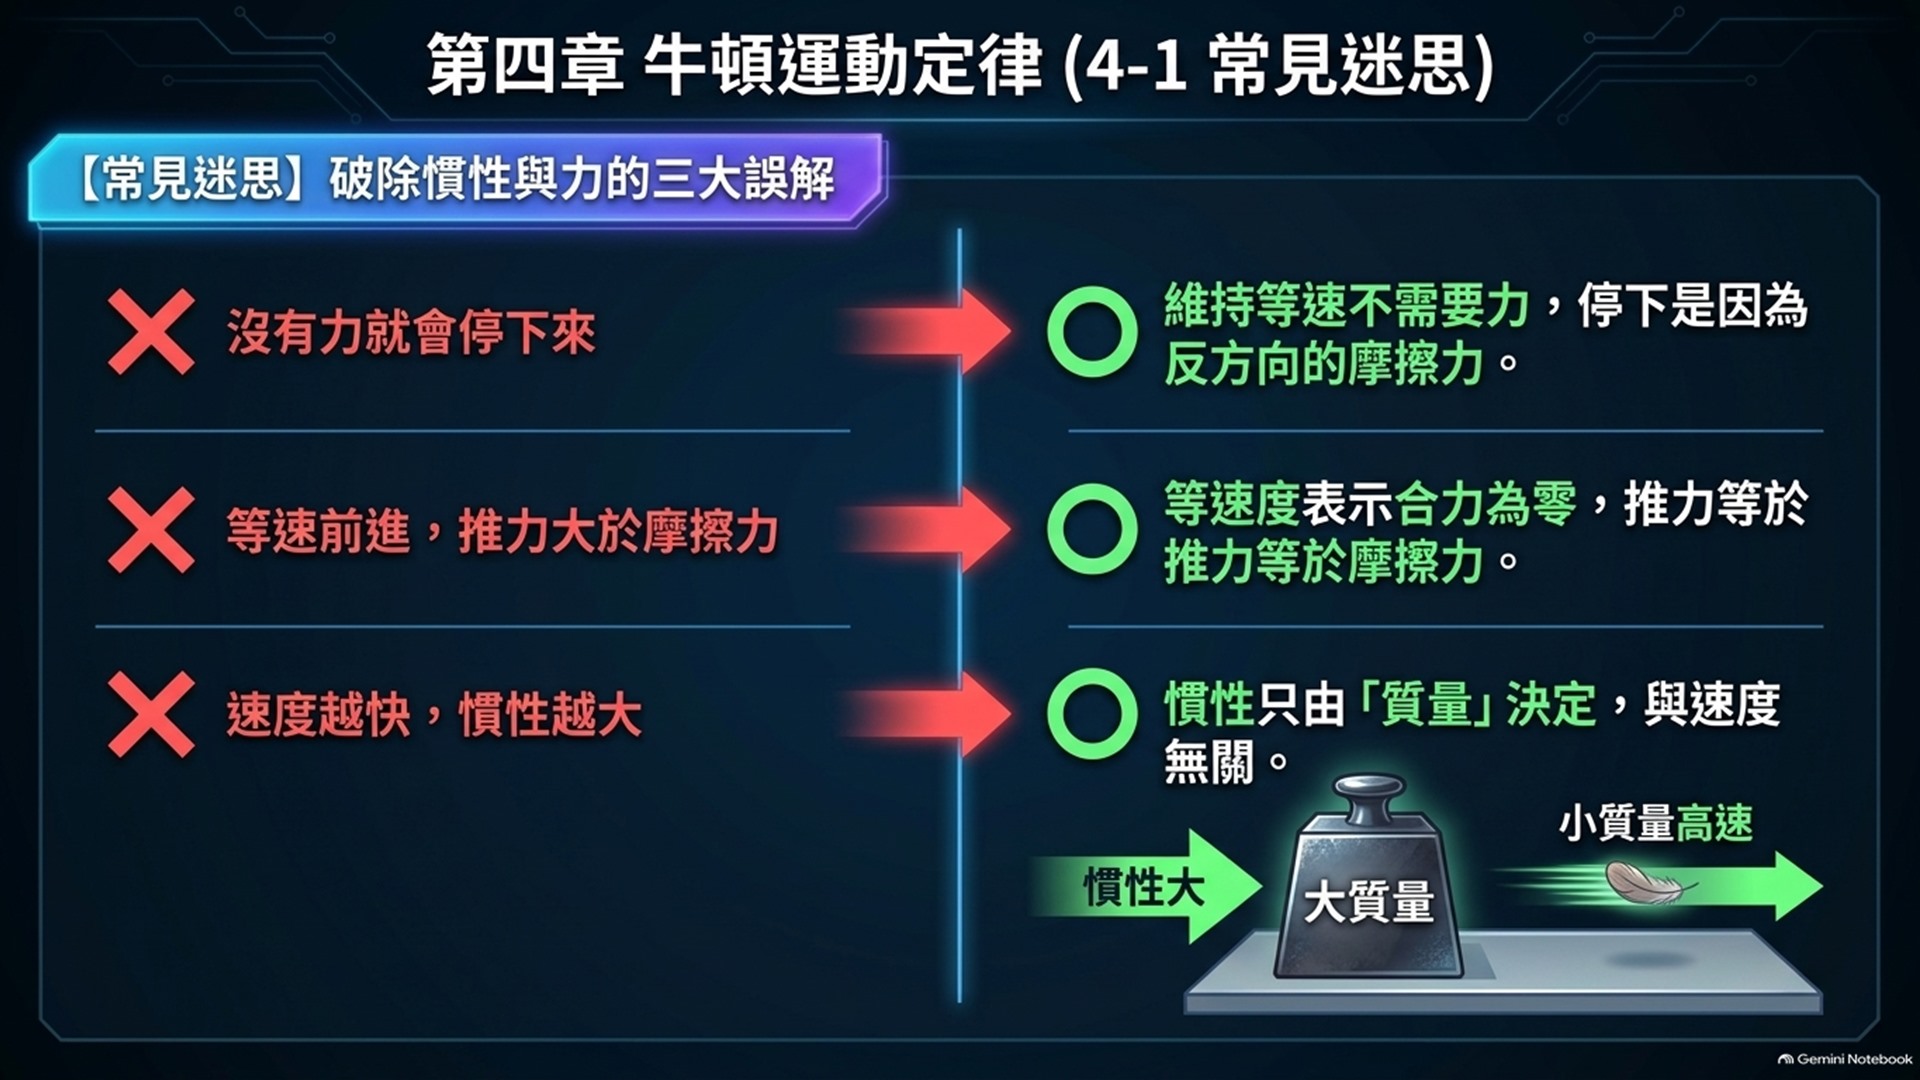 第四章 牛頓運動定律 (4-1 常見迷思)
【常見迷思】破除慣性與力的三大誤解
沒有力就會停下來
維持等速不需要力，停下是因為
反方向的摩擦力。
等速前進，推力大於摩擦力
等速度表示合力為零，推力等於
推力等於摩擦力。
速度越快，慣性越大
慣性只由「質量」決定，與速度
無關。
小質量高速
慣性大
大質量
Gemini Notebook